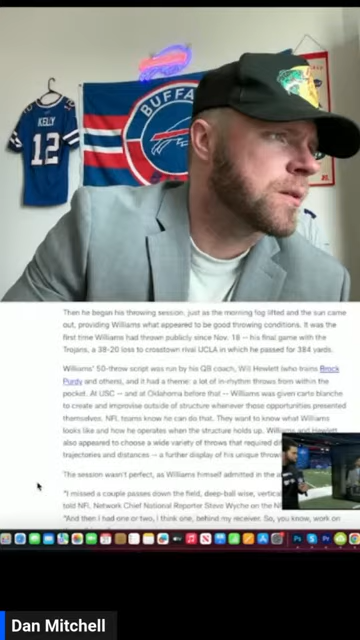 KELLY
12
BUFFA
Then he began his throwing session, just as the morning fog lifted and the sun came
out, providing Williams what appeared to be good throwing conditions. It was the
first time Williams had thrown publicly since Nov. 18 -- his final game with the
Trojans, a 38-20 loss to crosstown rival UCLA in which he passed for 384 yards.
Williams' 50-throw script was run by his QB coach, Will Hewlett (who trains Brock
Purdy and others), and it had a theme: a lot of in-rhythm throws from within the
pocket. At USC -- and at Oklahoma before that -- Williams was given carte blanche
to create and improvise outside of structure whenever those opportunities presented
themselves. NFL teams know he can do that. They want to know what Williams
looks like and how he operates when the structure holds up. Williams and Hewlett
also appeared to choose a wide variety of throws that required dif
trajectories and distances -- a further display of his unique throwi
The session wasn't perfect, as Williams himself admitted in the a
"I missed a couple passes down the field, deep-ball wise, vertica
told NFL Network Chief National Reporter Steve Wyche on the N
"And then I had one or two, I think one, behind my receiver. So, you know, work on
Dan Mitchell